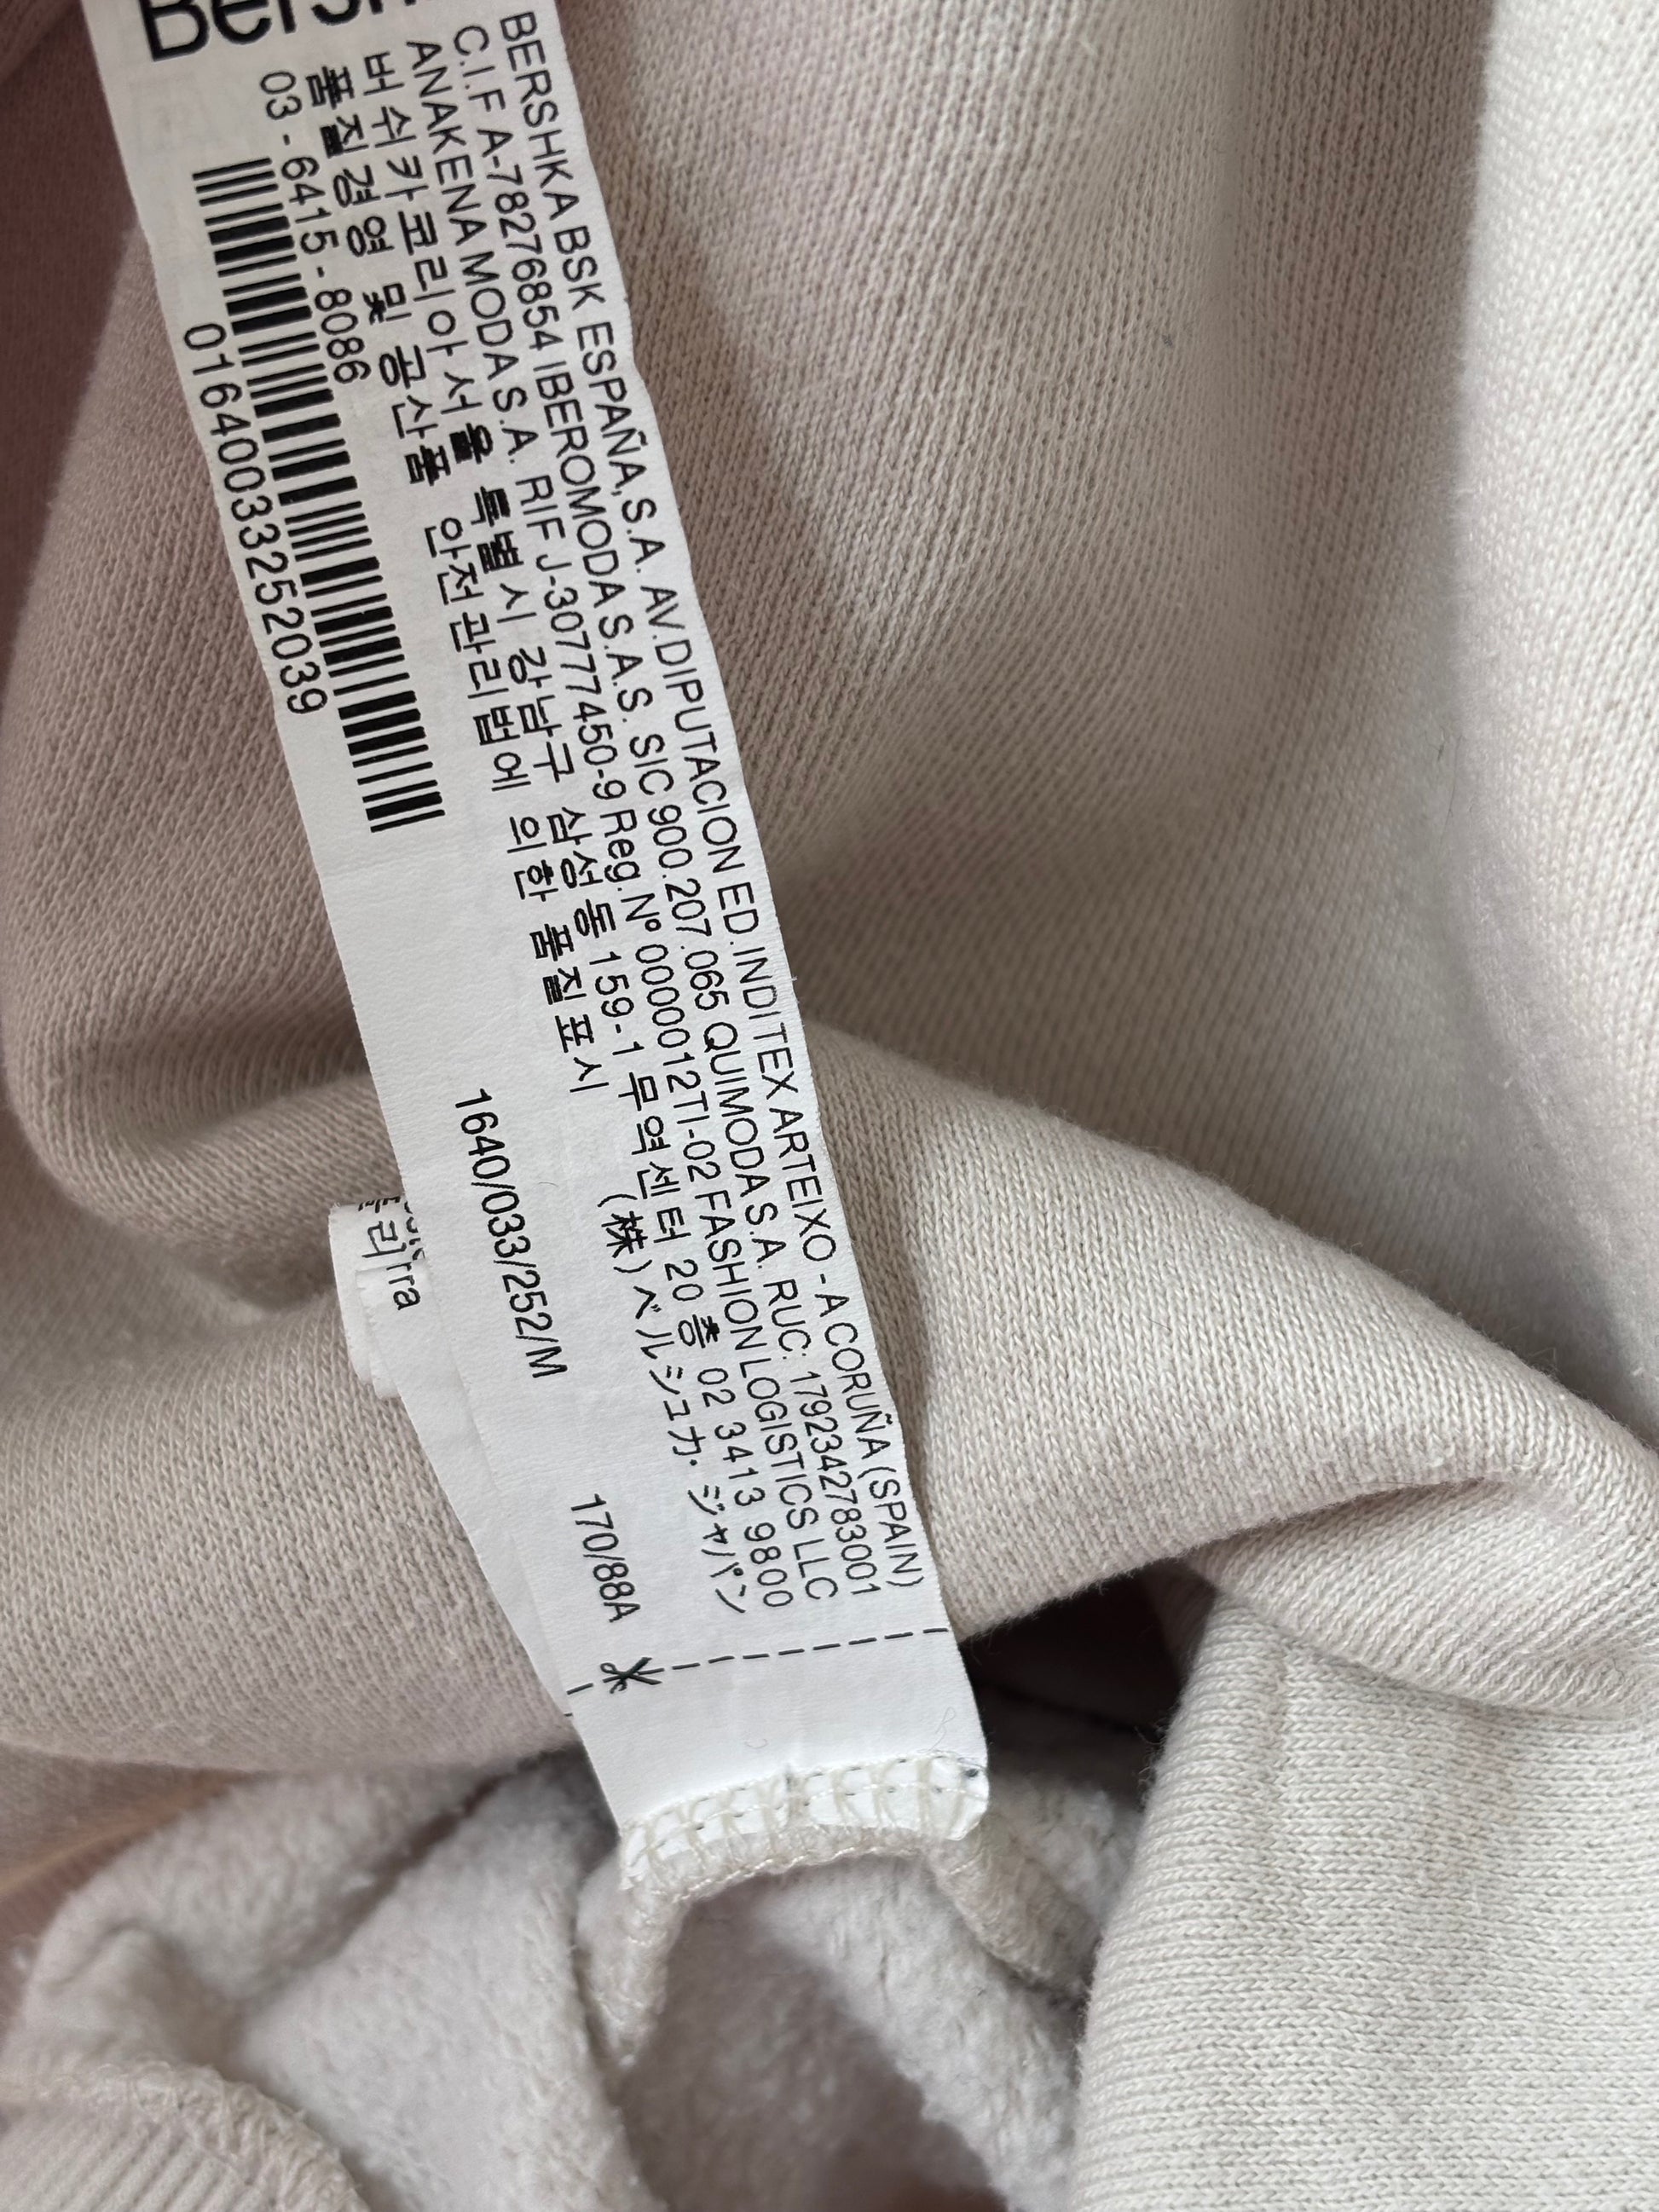 BERSHKA BSK ESPAÑA,S.A. AV.DIPUTACION ED.INDITEX ARTEIXO - A CORUÑA (SPAIN)
C.I.F A-78276854 IBEROMODA S.A.S. SIC 900.207.065 QUIMODA S.A. RUC: 1792342783001
ANAKENA MODA S.A. RIF J-30777450-9 Reg.Nº 0000012TI-02 FASHION LOGISTICS LLC
버쉬카코리아 서울 특별시 강남구 삼성동 159-1 무역센터 20 층 02 3413 9800
품질경영 및 공산품 안전관리법에 의한 품질표시 (株)ベルシュカ・ジャパン
03 - 6415 - 8086
01640033252039
1640/033/252/M
170/88A